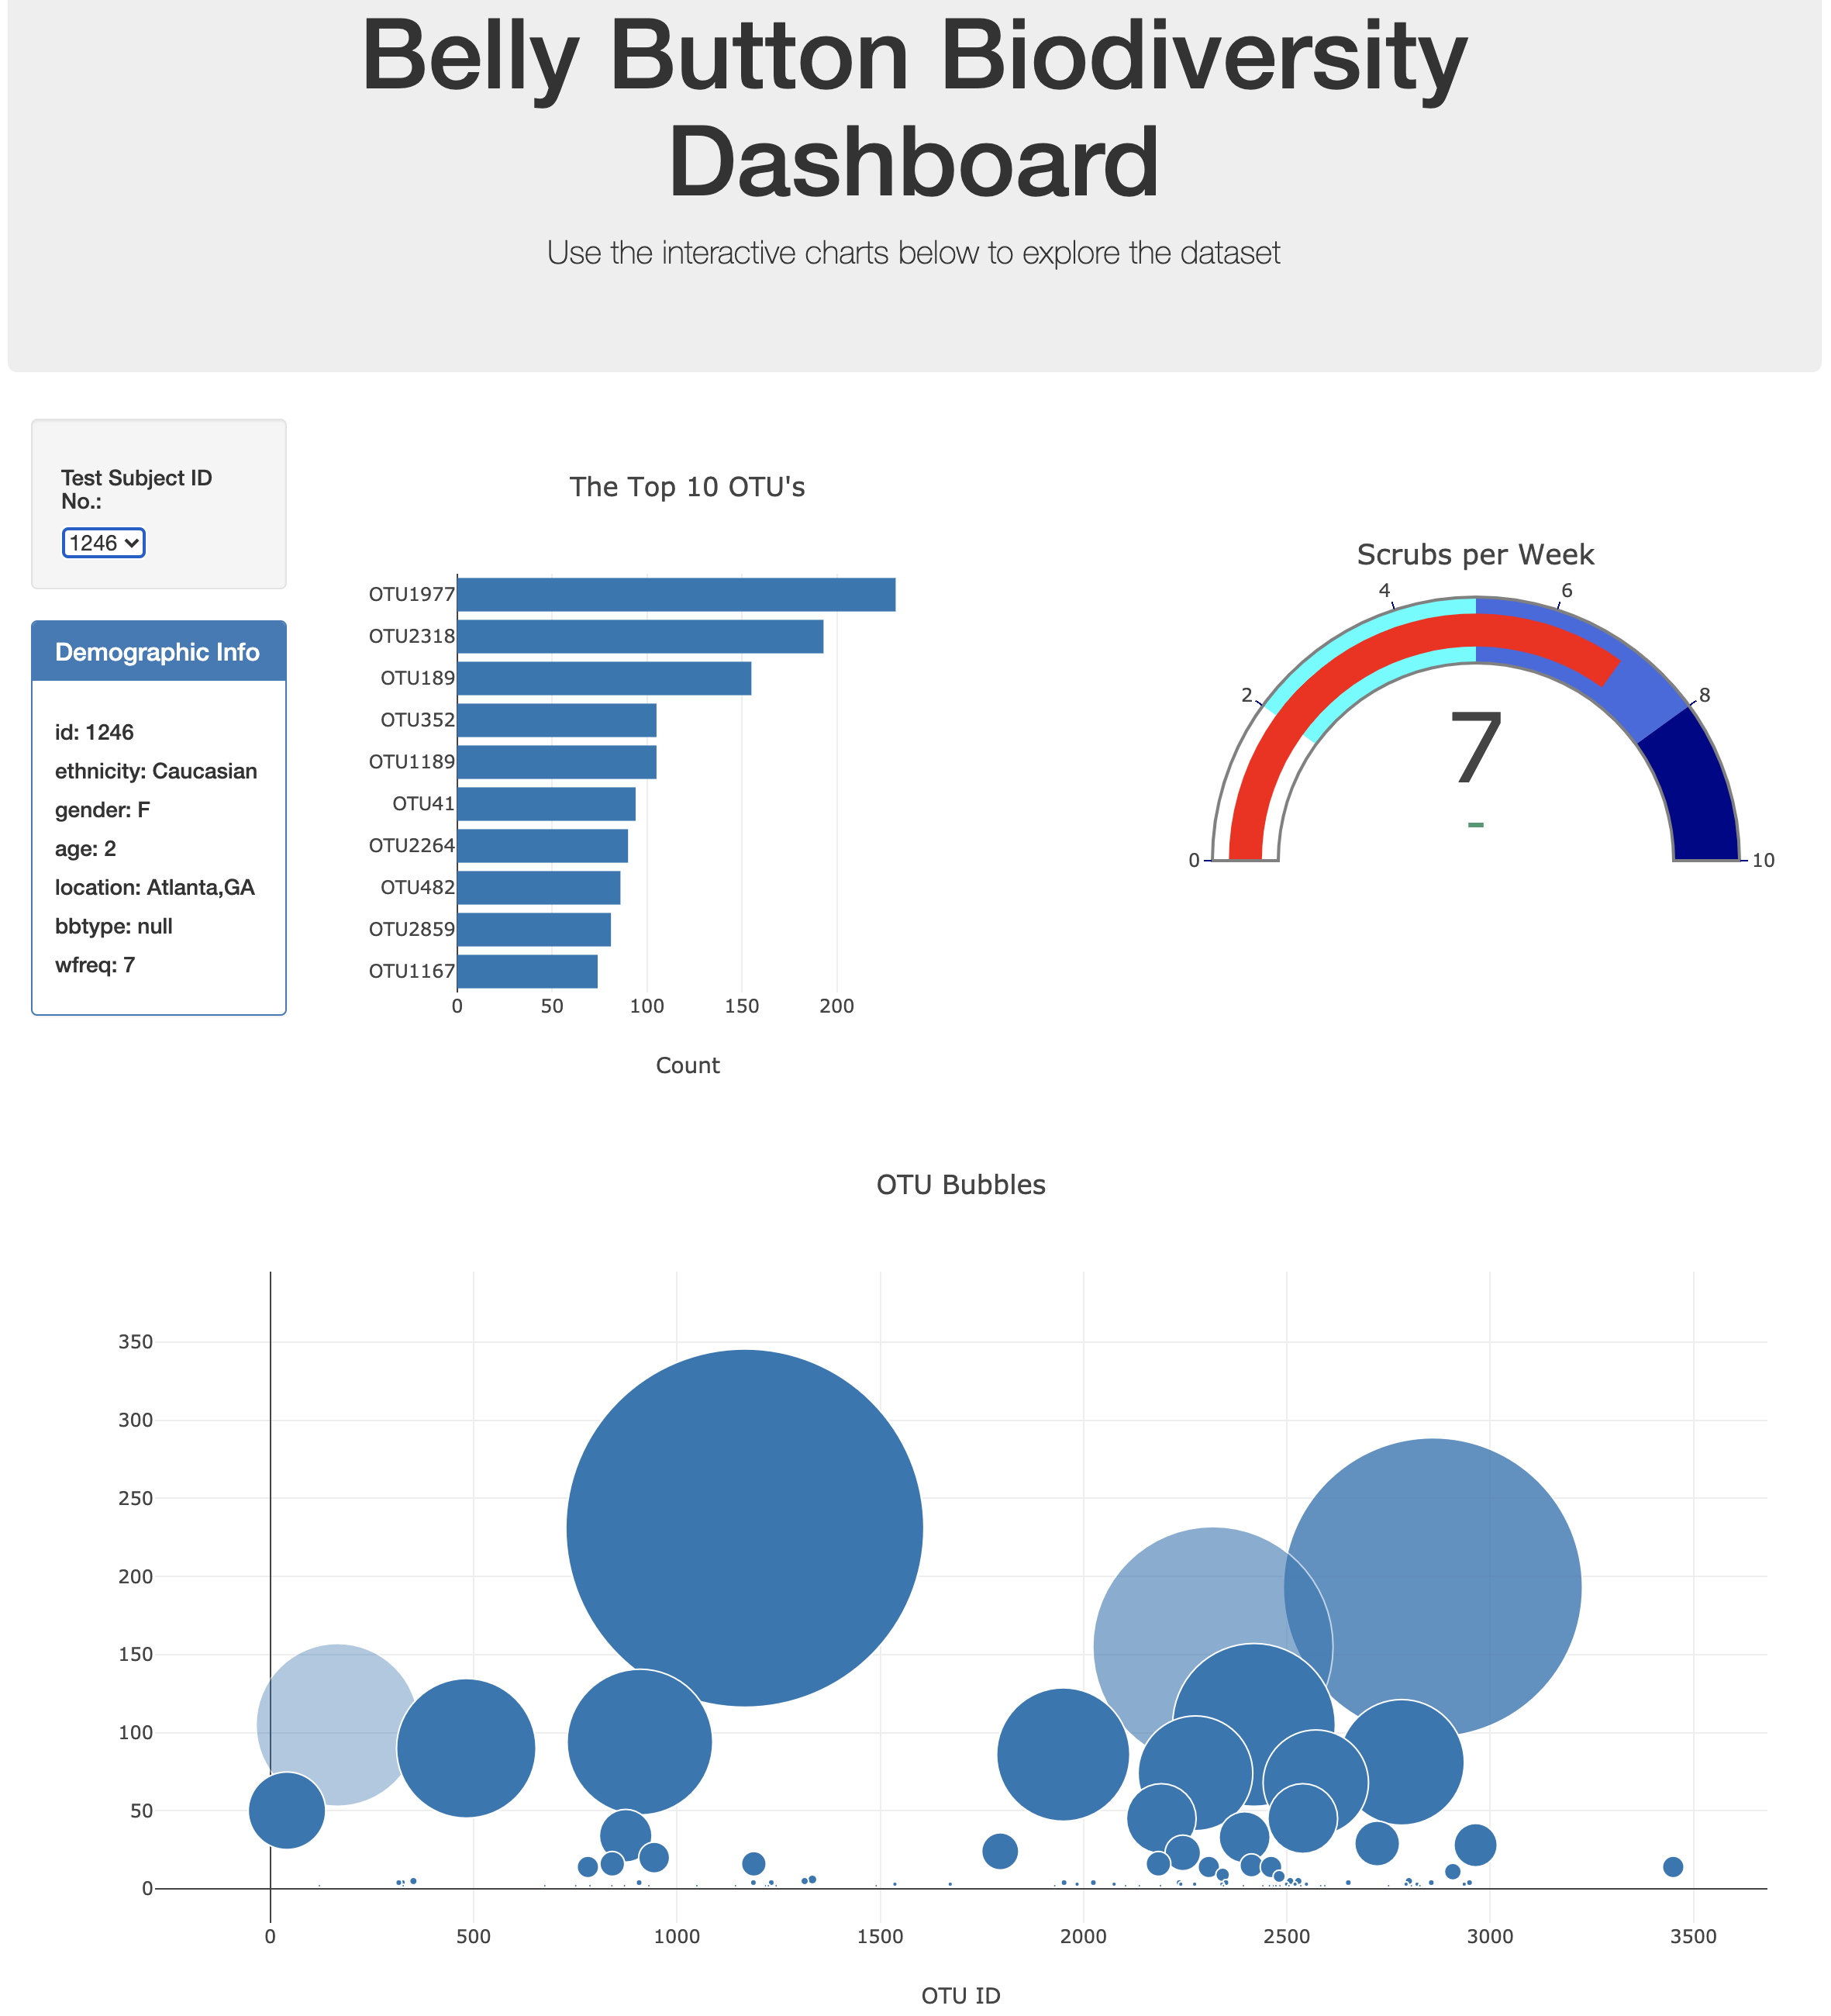 Belly Button Biodiversity
Dashboard
Use the interactive charts below to explore the dataset
Test Subject ID
No.:
1246
Demographic Info
id: 1246
ethnicity: Caucasian
gender: F
age: 2
location: Atlanta,GA
bbtype: null
wfreq: 7
The Top 10 OTU's
OTU1977
OTU2318
OTU189
OTU352
OTU1189
OTU41
OTU2264
OTU482
OTU2859
OTU1167
0 50 100 150 200
Count
Scrubs per Week
0 2 4 6 8 10
7
-
OTU Bubbles
350
300
250
200
150
100
50
0
0 500 1000 1500 2000 2500 3000 3500
OTU ID